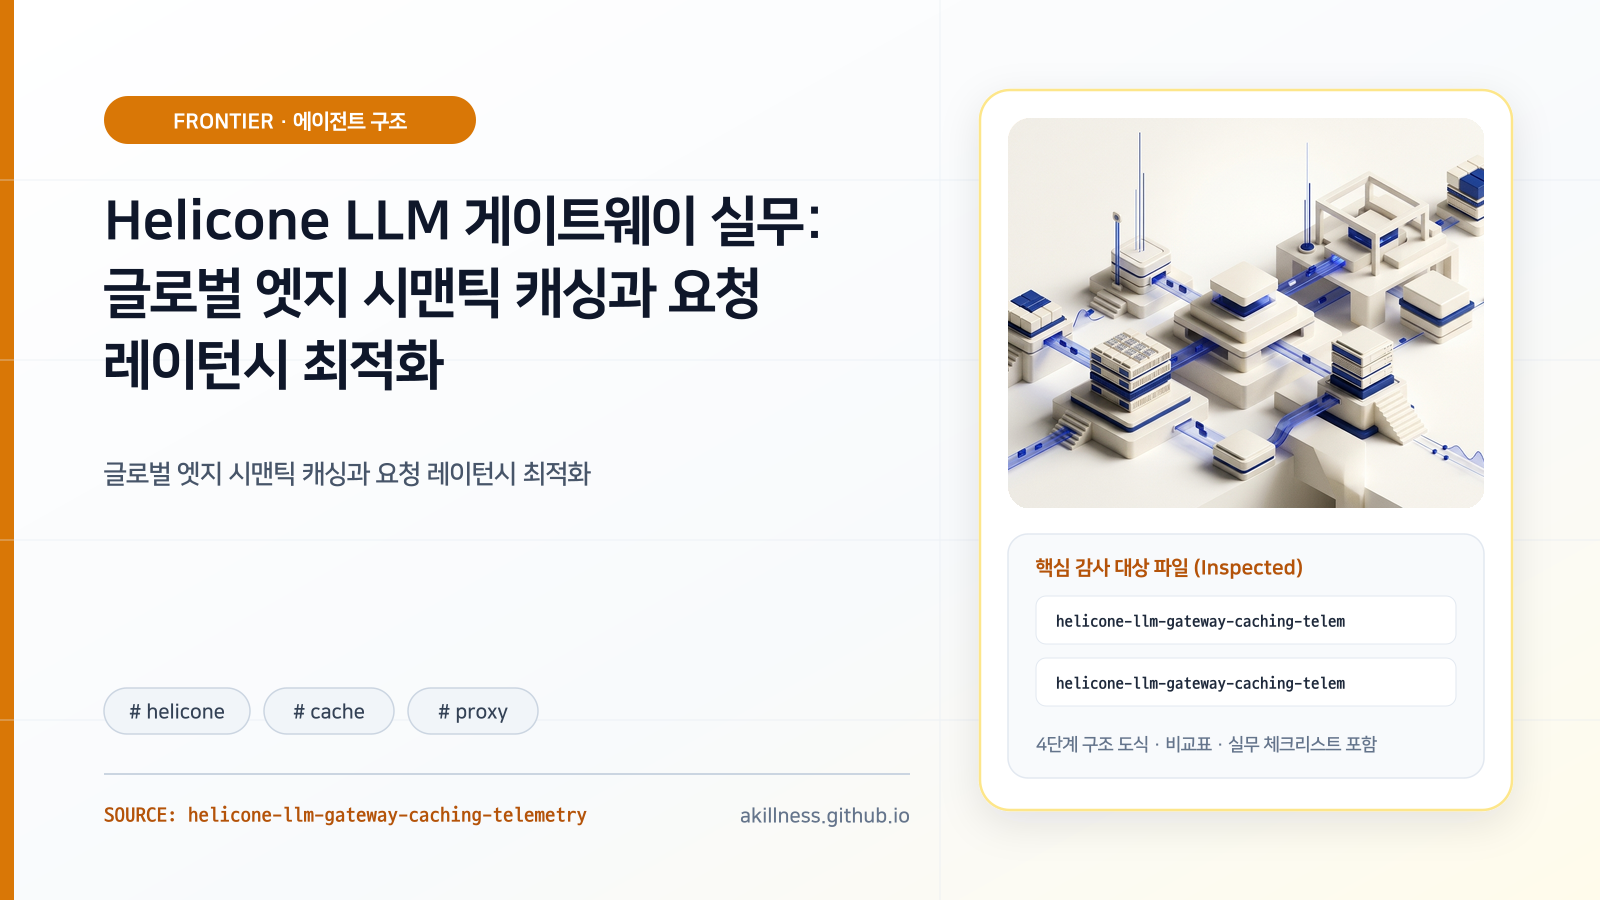 FRONTIER · 에이전트 구조
Helicone LLM 게이트웨이 실무:
글로벌 엣지 시맨틱 캐싱과 요청
레이턴시 최적화
글로벌 엣지 시맨틱 캐싱과 요청 레이턴시 최적화
# helicone
# cache
# proxy
SOURCE: helicone-llm-gateway-caching-telemetry
akillness.github.io
핵심 감사 대상 파일 (Inspected)
helicone-llm-gateway-caching-telem
helicone-llm-gateway-caching-telem
4단계 구조 도식 · 비교표 · 실무 체크리스트 포함